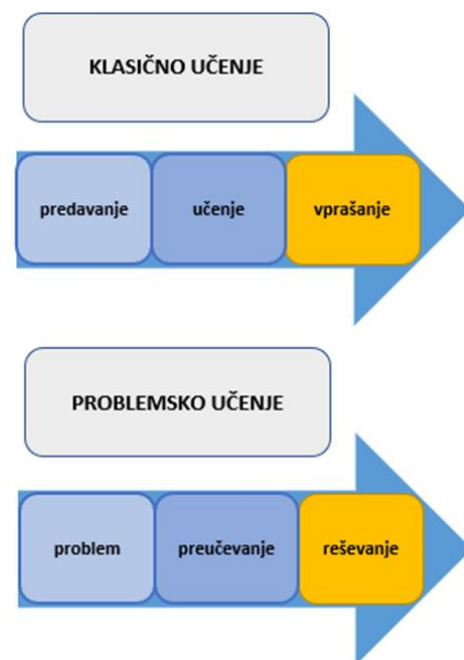 KLASIČNO UČENJE
predavanje učenje vprašanje
PROBLEMSKO UČENJE
problem preučevanje reševanje